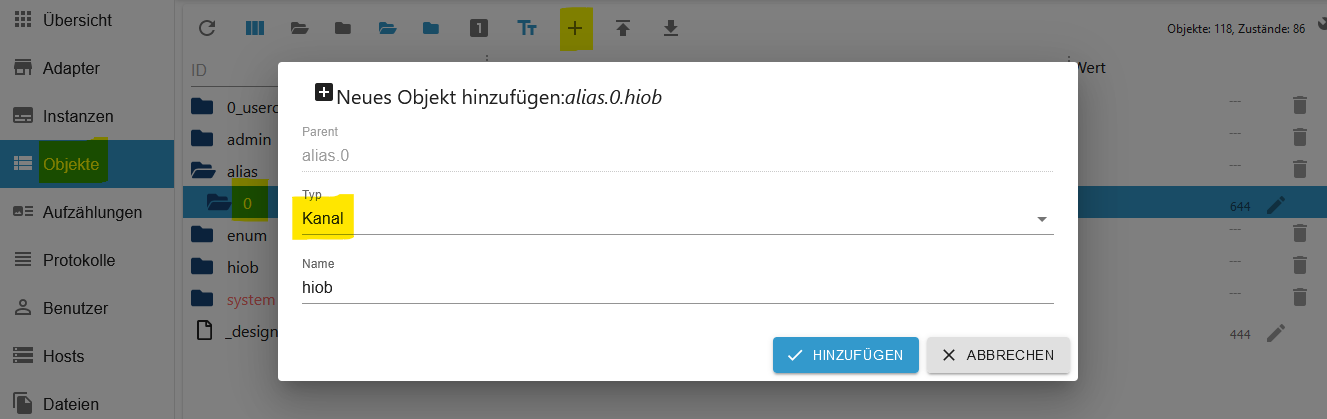 Übersicht
Adapter
Instanzen
Objekte
Aufzählungen
Protokolle
Benutzer
Hosts
Dateien
1
TT
+
Objekte: 118, Zustände: 86
ID
Wert
0_userd
admin
alias
0
644
enum
hiob
system
_design
444
Neues Objekt hinzufügen:alias.0.hiob
Parent
alias.0
Typ
Kanal
Name
hiob
HINZUFÜGEN
ABBRECHEN